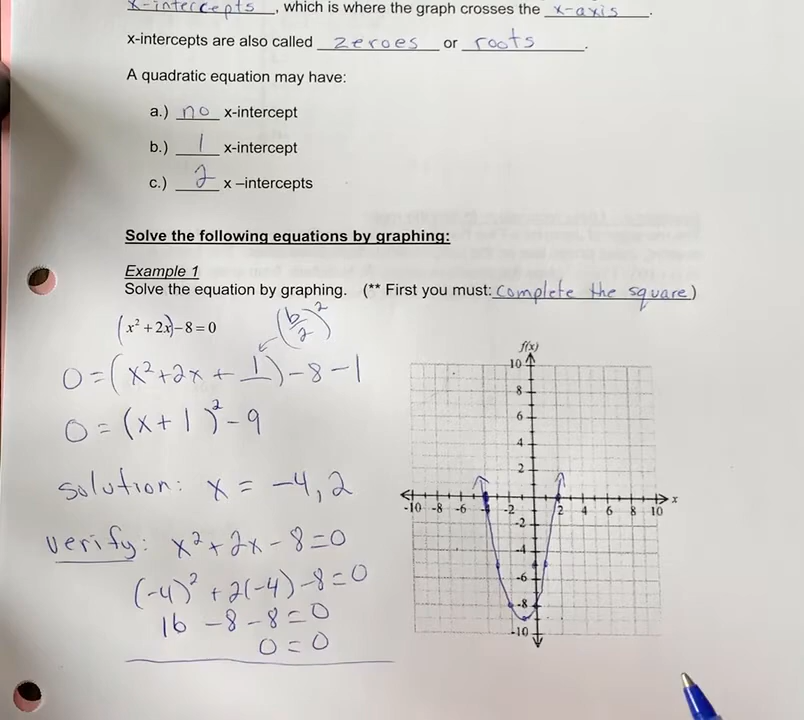 x-intercepts, which is where the graph crosses the x-axis.
x-intercepts are also called zeroes or roots.
A quadratic equation may have:
a.) no x-intercept
b.) 1 x-intercept
c.) 2 x –intercepts
Solve the following equations by graphing:
Example 1
Solve the equation by graphing. (** First you must: complete the square)
(x² + 2x) – 8 = 0 (b/2)²
0 = (x² + 2x + 1) - 8 - 1
0 = (x + 1)² - 9
solution: x = -4, 2
verify: x² + 2x - 8 = 0
(-4)² + 2(-4) - 8 = 0
16 - 8 - 8 = 0
0 = 0
f(x)
10
8
6
4
2
x
-10 -8 -6 -2 2 4 6 8 10
-2
-4
-6
-8
-10